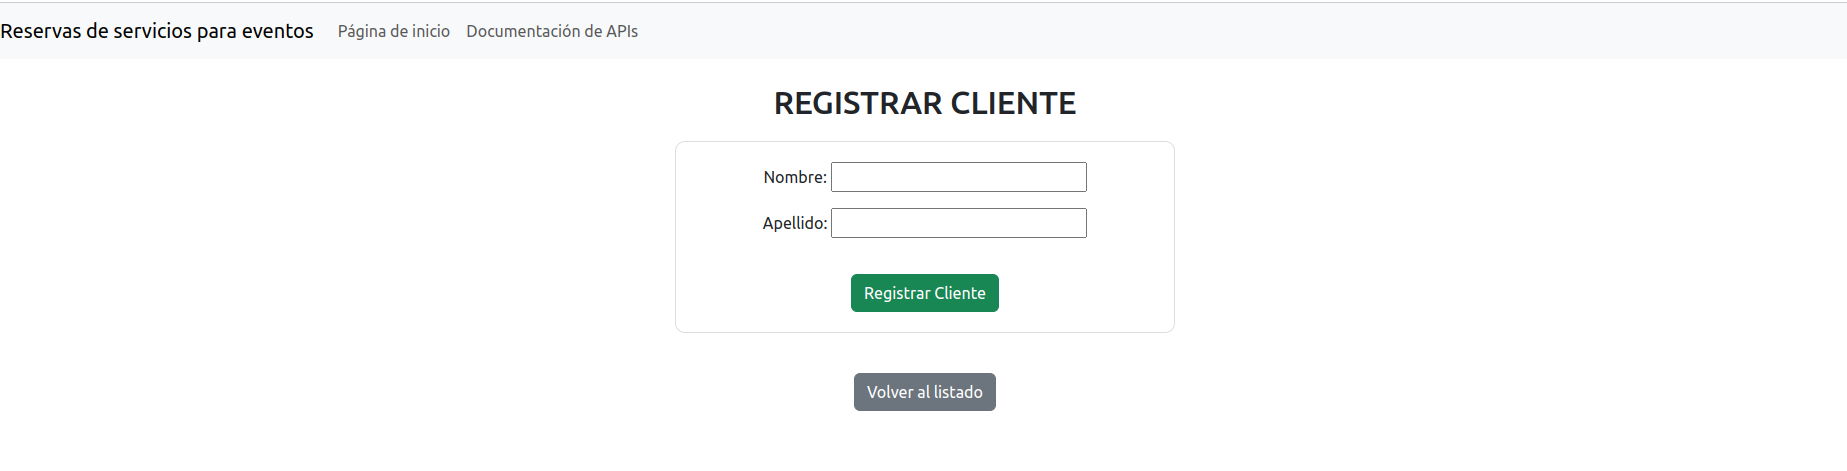 Reservas de servicios para eventos Página de inicio Documentación de APIs
REGISTRAR CLIENTE
Nombre:
Apellido:
Registrar Cliente
Volver al listado